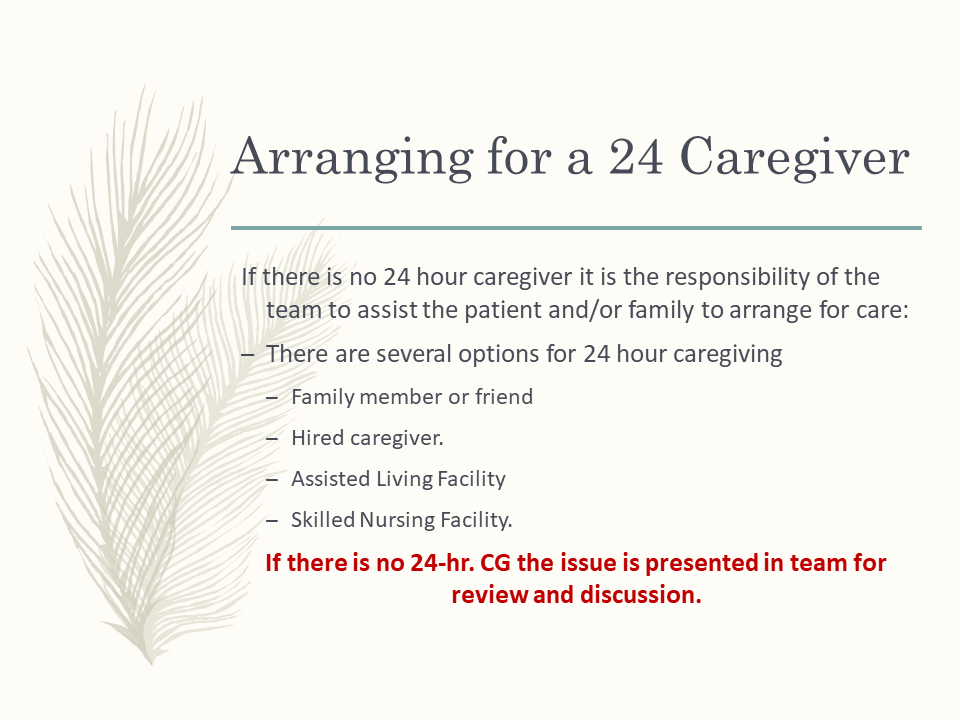 Arranging for a 24 Caregiver
If there is no 24 hour caregiver it is the responsibility of the
team to assist the patient and/or family to arrange for care:
– There are several options for 24 hour caregiving
– Family member or friend
– Hired caregiver.
– Assisted Living Facility
– Skilled Nursing Facility.
If there is no 24-hr. CG the issue is presented in team for
review and discussion.